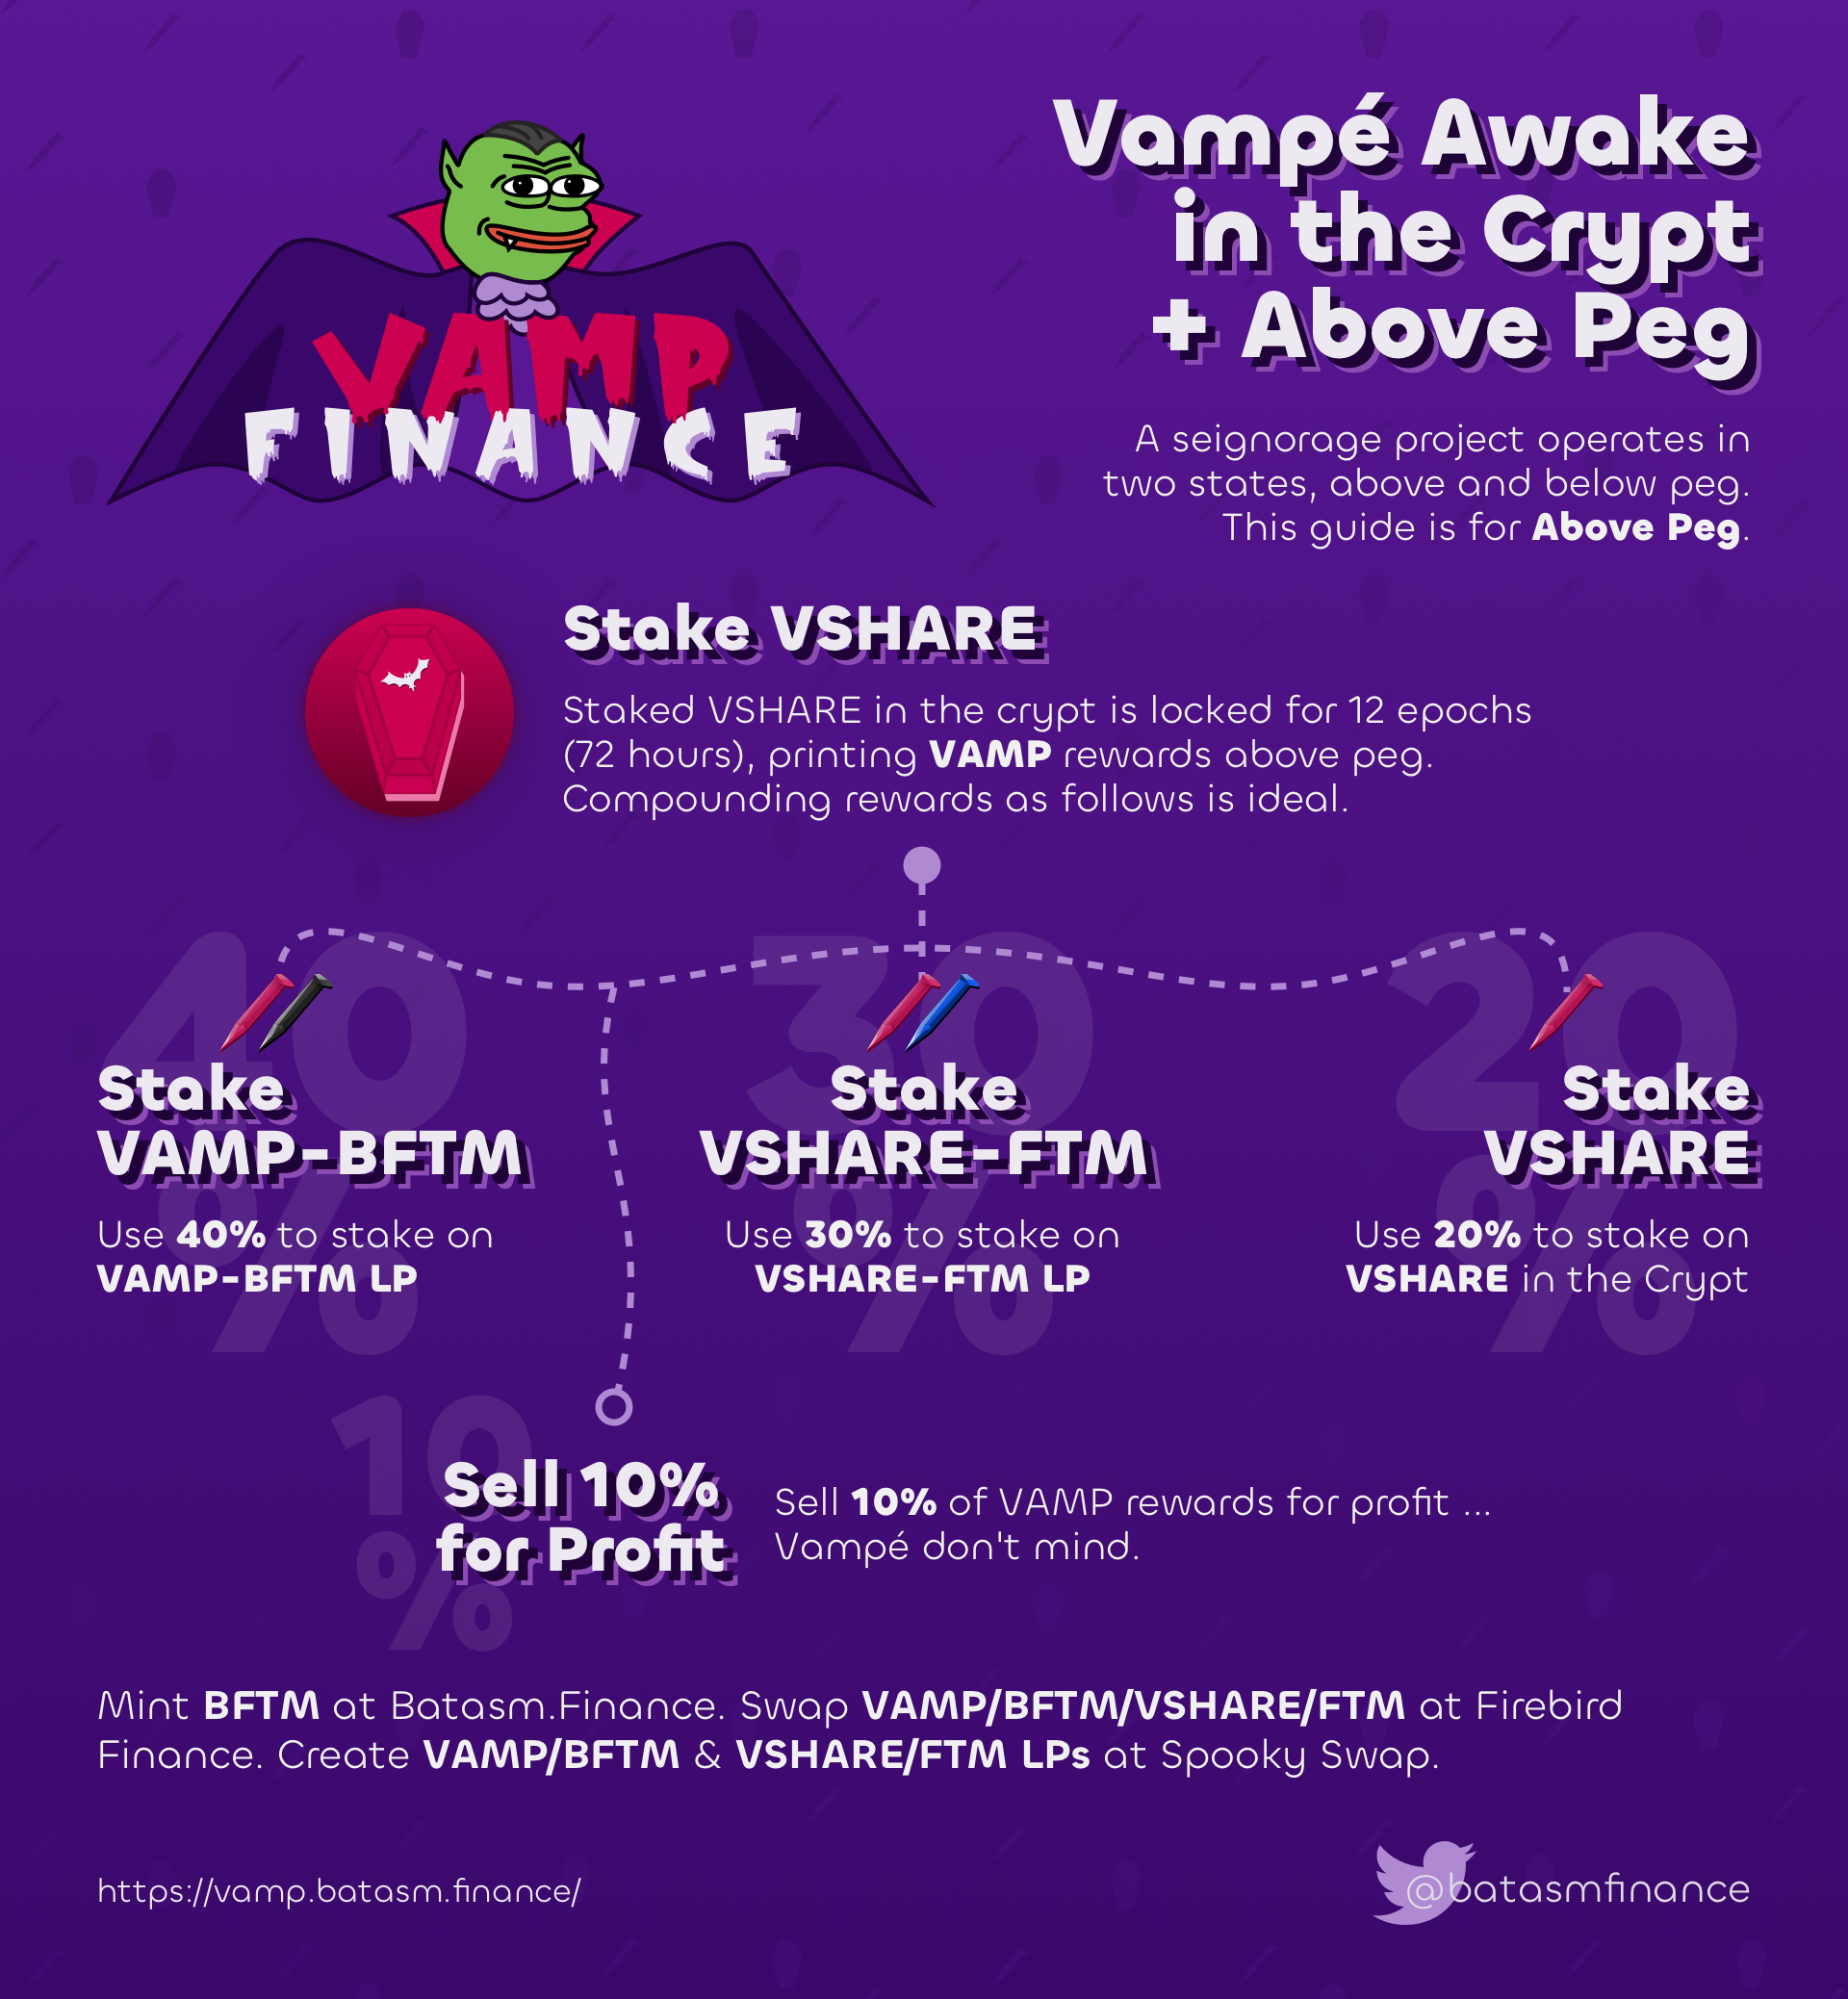 VAMP
FINANCE
Vampé Awake
in the Crypt
+ Above Peg
A seignorage project operates in
two states, above and below peg.
This guide is for Above Peg.
Stake VSHARE
Staked VSHARE in the crypt is locked for 12 epochs
(72 hours), printing VAMP rewards above peg.
Compounding rewards as follows is ideal.
40
%
Stake
VAMP-BFTM
Use 40% to stake on
VAMP-BFTM LP
30
%
Stake
VSHARE-FTM
Use 30% to stake on
VSHARE-FTM LP
20
%
Stake
VSHARE
Use 20% to stake on
VSHARE in the Crypt
10
%
Sell 10%
for Profit
Sell 10% of VAMP rewards for profit ...
Vampé don't mind.
Mint BFTM at Batasm.Finance. Swap VAMP/BFTM/VSHARE/FTM at Firebird
Finance. Create VAMP/BFTM & VSHARE/FTM LPs at Spooky Swap.
https://vamp.batasm.finance/
@batasmfinance